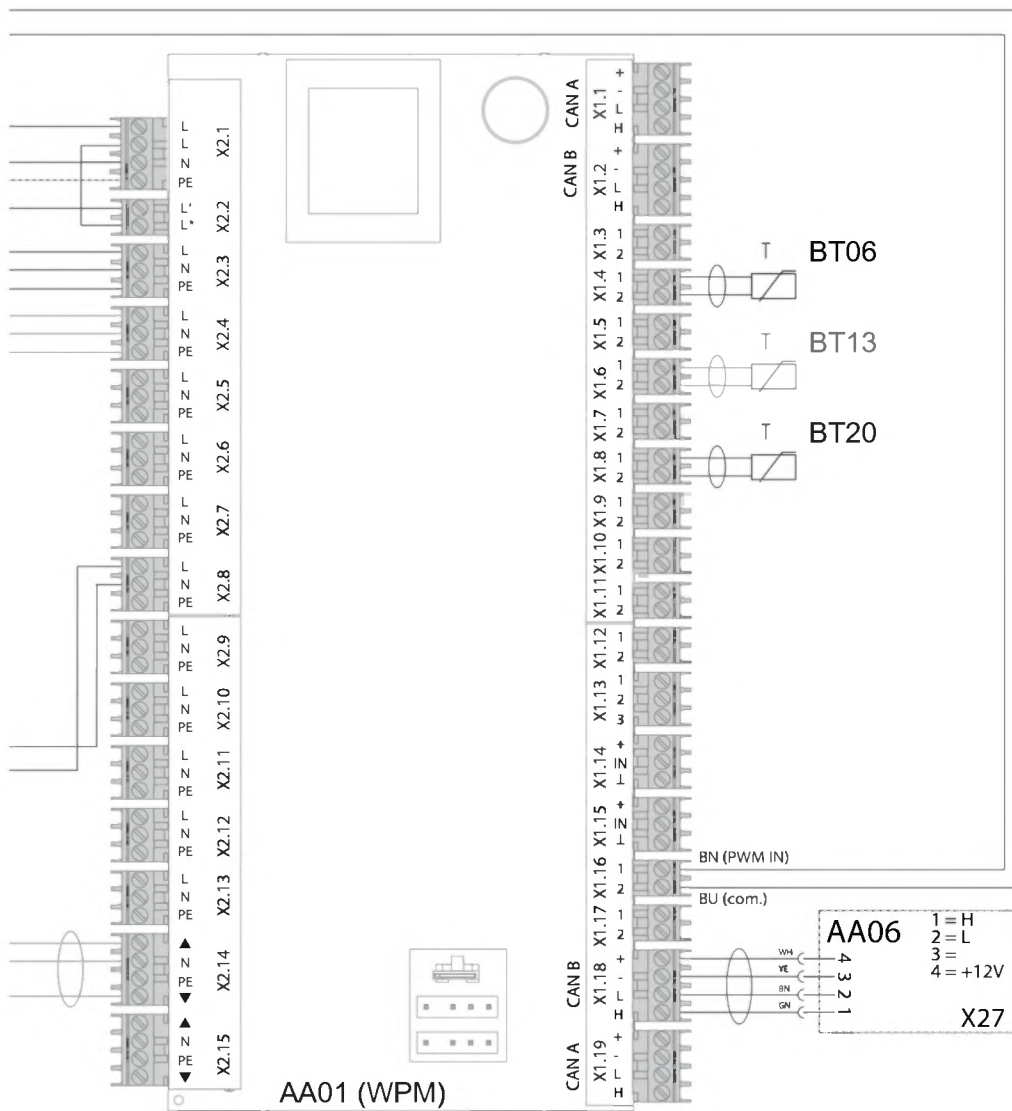 L
L
N
PE
X2.1
L'
L*
X2.2
L
N
PE
X2.3
L
N
PE
X2.4
L
N
PE
X2.5
L
N
PE
X2.6
L
N
PE
X2.7
L
N
PE
X2.8
L
N
PE
X2.9
L
N
PE
X2.10
L
N
PE
X2.11
L
N
PE
X2.12
L
N
PE
X2.13
▲
N
PE
▼
X2.14
▲
N
PE
▼
X2.15
AA01 (WPM)
CAN A
X1.1
+
-
L
H
CAN B
X1.2
+
-
L
H
X1.3
1
2
X1.4
1
2
T
BT06
X1.5
1
2
X1.6
1
2
T
BT13
X1.7
1
2
X1.8
1
2
T
BT20
X1.9
1
2
X1.10
1
2
X1.11
1
2
X1.12
1
2
X1.13
1
2
3
X1.14
+
IN
⊥
X1.15
+
IN
⊥
X1.16
1
2
BN (PWM IN)
BU (com.)
X1.17
1
2
CAN B
X1.18
+
-
L
H
WH
YE
BN
GN
4
3
2
1
AA06
1 = H
2 = L
3 =
4 = +12V
X27
CAN A
X1.19
+
-
L
H